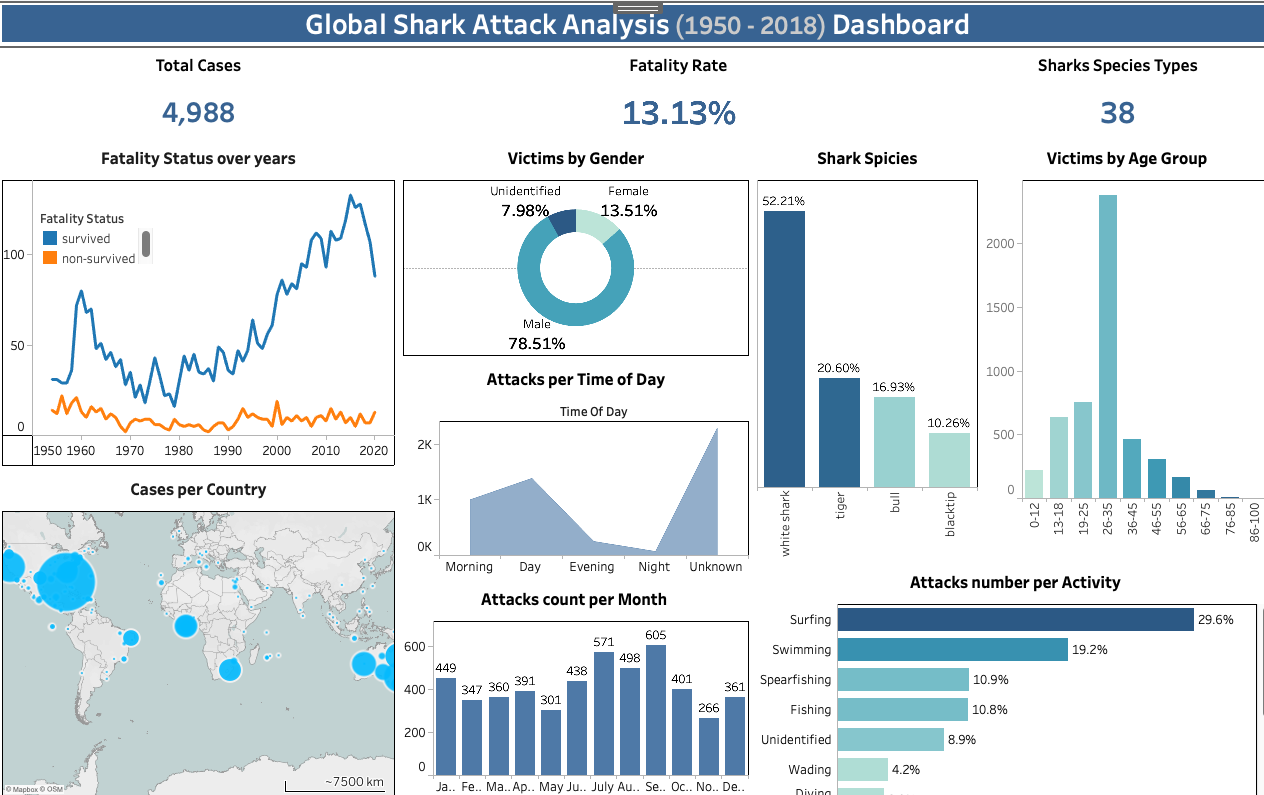 Global Shark Attack Analysis (1950 - 2018) Dashboard
Total Cases
4,988
Fatality Rate
13.13%
Sharks Species Types
38
Fatality Status over years
Fatality Status
survived
non-survived
100
50
0
1950 1960 1970 1980 1990 2000 2010 2020
Cases per Country
© Mapbox © OSM
~7500 km
Victims by Gender
Unidentified
7.98%
Female
13.51%
Male
78.51%
Attacks per Time of Day
Time Of Day
2K
1K
0K
Morning Day Evening Night Unknown
Attacks count per Month
600
400
200
0
449 347 360 391 301 438 571 498 605 401 266 361
Ja.. Fe.. Ma.. Ap.. May Ju.. July Au.. Se.. Oc.. No.. De..
Shark Spicies
52.21%
20.60%
16.93%
10.26%
white shark
tiger
bull
blacktip
Victims by Age Group
2000
1500
1000
500
0
0-12
13-18
19-25
26-35
36-45
46-55
56-65
66-75
76-85
86-100
Attacks number per Activity
Surfing 29.6%
Swimming 19.2%
Spearfishing 10.9%
Fishing 10.8%
Unidentified 8.9%
Wading 4.2%
Diving